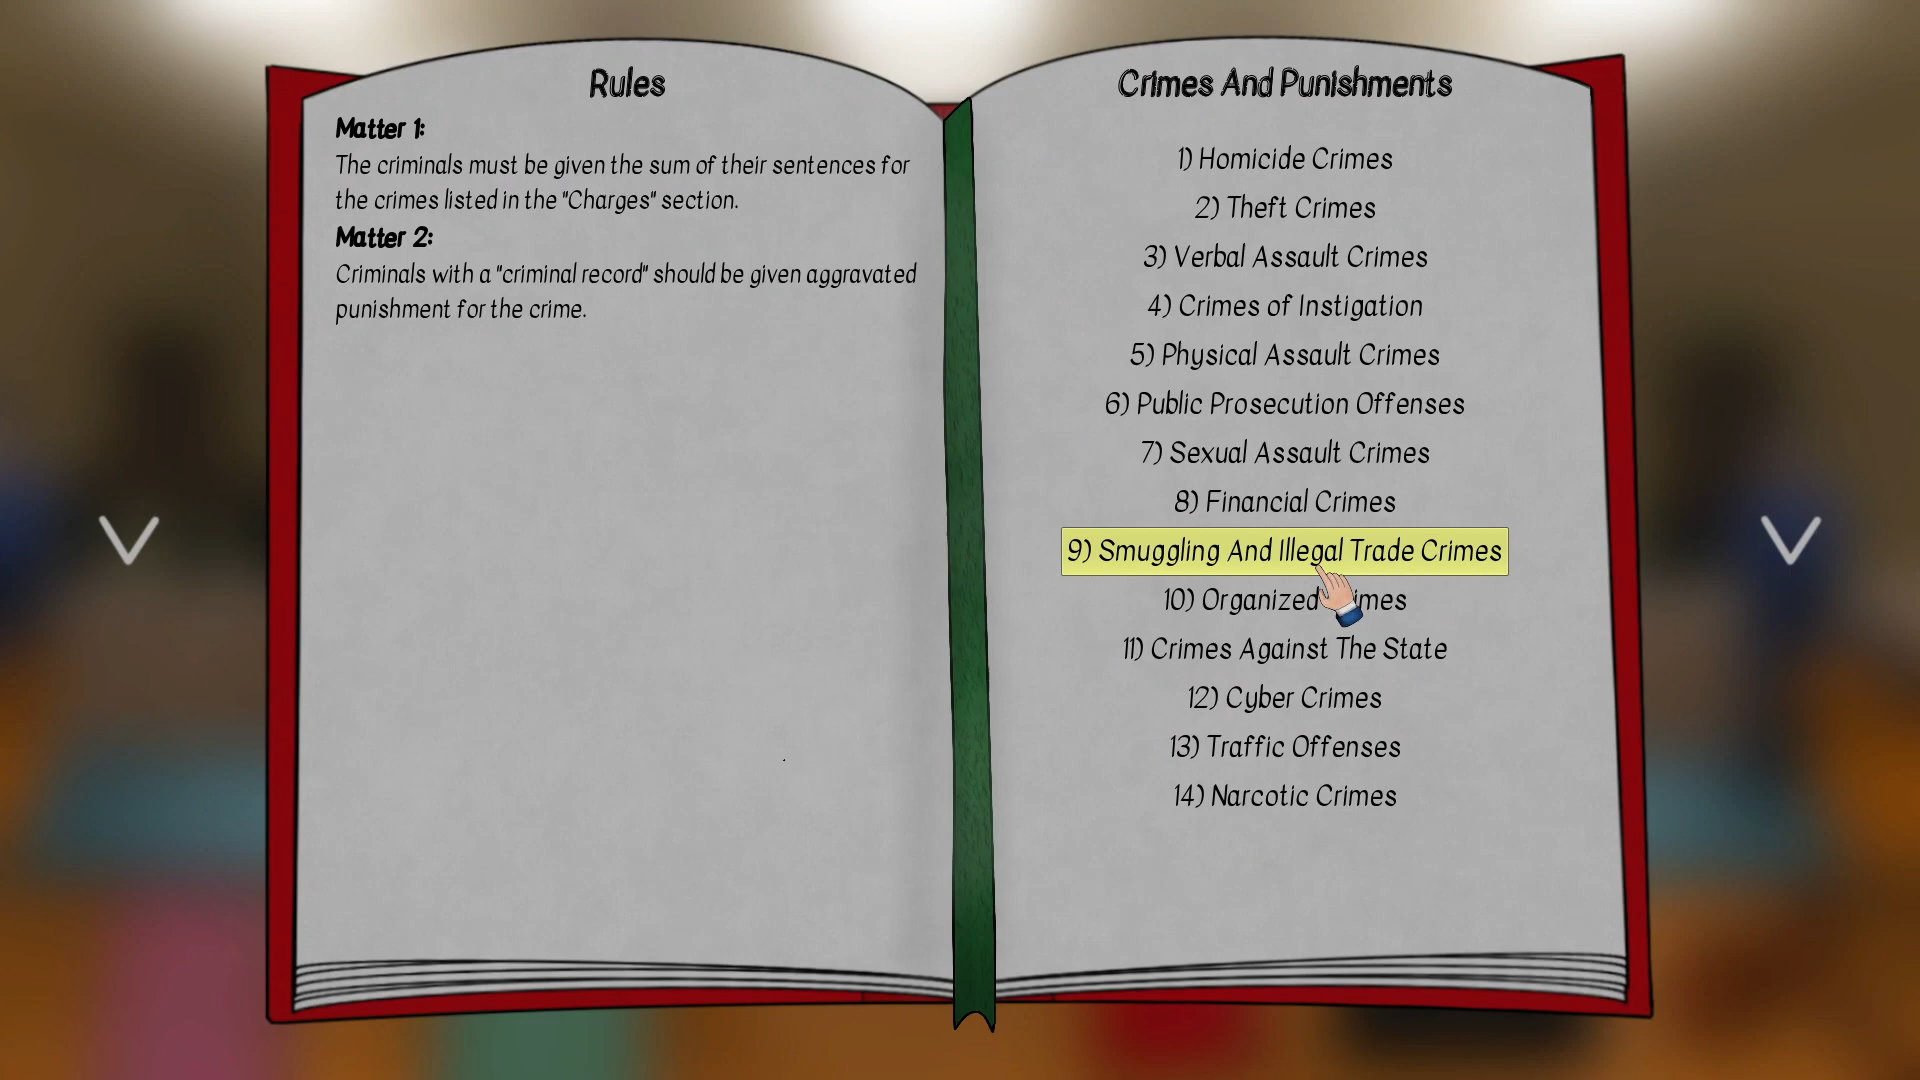 Rules
Matter 1:
The criminals must be given the sum of their sentences for
the crimes listed in the "Charges" section.
Matter 2:
Criminals with a "criminal record" should be given aggravated
punishment for the crime.
Crimes And Punishments
1) Homicide Crimes
2) Theft Crimes
3) Verbal Assault Crimes
4) Crimes of Instigation
5) Physical Assault Crimes
6) Public Prosecution Offenses
7) Sexual Assault Crimes
8) Financial Crimes
9) Smuggling And Illegal Trade Crimes
10) Organized Crimes
11) Crimes Against The State
12) Cyber Crimes
13) Traffic Offenses
14) Narcotic Crimes